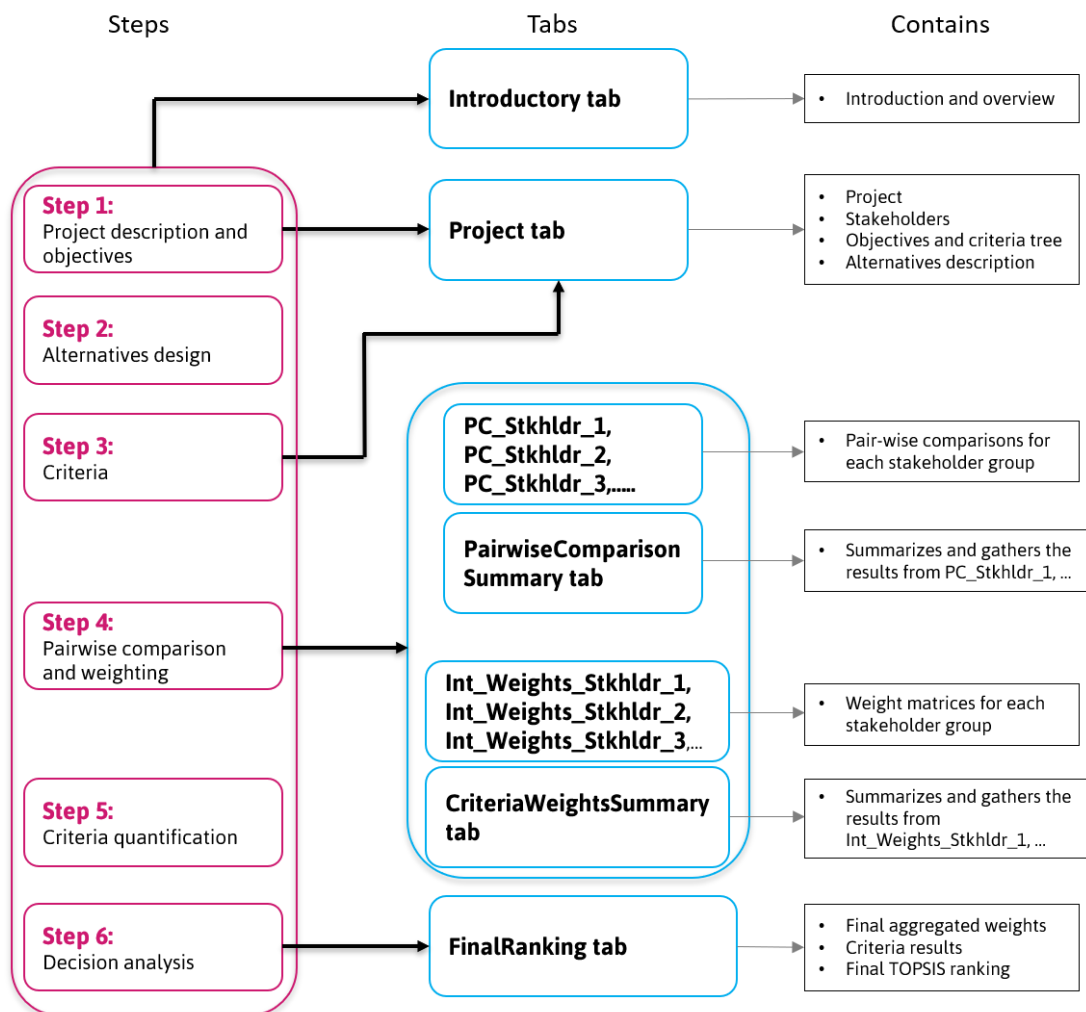 Steps
Tabs
Contains
Introductory tab
• Introduction and overview
Step 1:
Project description and
objectives
Project tab
• Project
• Stakeholders
• Objectives and criteria tree
• Alternatives description
Step 2:
Alternatives design
Step 3:
Criteria
PC_Stkhldr_1,
PC_Stkhldr_2,
PC_Stkhldr_3,.....
• Pair-wise comparisons for
each stakeholder group
PairwiseComparison
Summary tab
• Summarizes and gathers the
results from PC_Stkhldr_1, ...
Step 4:
Pairwise comparison
and weighting
Int_Weights_Stkhldr_1,
Int_Weights_Stkhldr_2,
Int_Weights_Stkhldr_3,...
• Weight matrices for each
stakeholder group
Step 5:
Criteria quantification
CriteriaWeightsSummary
tab
• Summarizes and gathers the
results from
Int_Weights_Stkhldr_1, ...
Step 6:
Decision analysis
FinalRanking tab
• Final aggregated weights
• Criteria results
• Final TOPSIS ranking